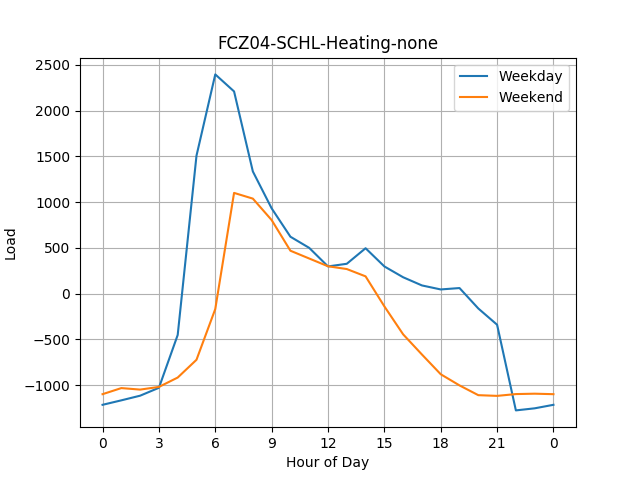 FCZ04-SCHL-Heating-none
Weekday
Weekend
2500
2000
1500
1000
500
0
−500
−1000
Load
0 3 6 9 12 15 18 21 0
Hour of Day